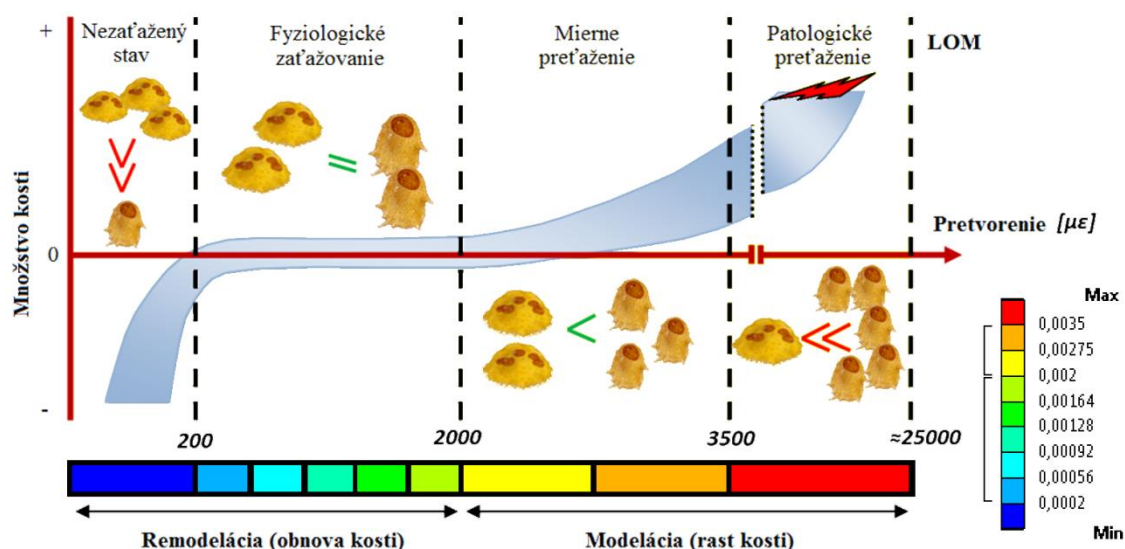 +
Nezaťažený
stav
Fyziologické
zaťažovanie
Mierne
preťaženie
Patologické
preťaženie
LOM
Množstvo kosti
0
-
Pretvorenie [με]
200
2000
3500
≈25000
Remodelácia (obnova kosti)
Modelácia (rast kosti)
Max
0,0035
0,00275
0,002
0,00164
0,00128
0,00092
0,00056
0,0002
Min